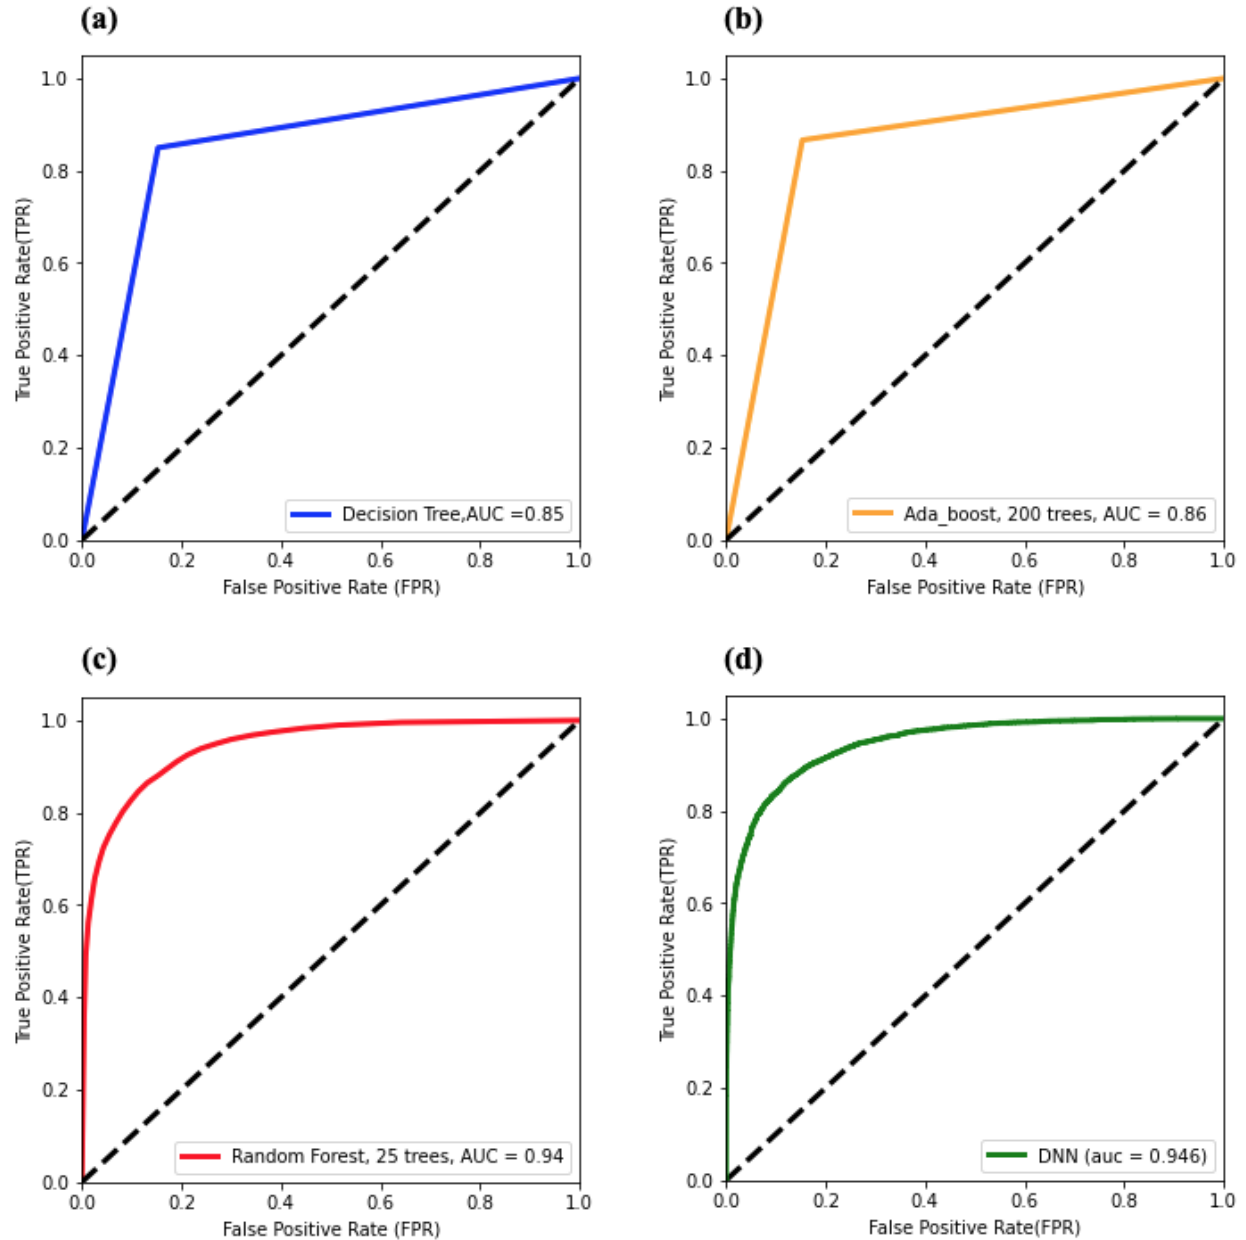 (a)
1.0
0.8
0.6
0.4
0.2
0.0
True Positive Rate(TPR)
Decision Tree,AUC =0.85
0.0 0.2 0.4 0.6 0.8 1.0
False Positive Rate (FPR)
(b)
1.0
0.8
0.6
0.4
0.2
0.0
True Positive Rate(TPR)
Ada_boost, 200 trees, AUC = 0.86
0.0 0.2 0.4 0.6 0.8 1.0
False Positive Rate (FPR)
(c)
1.0
0.8
0.6
0.4
0.2
0.0
True Positive Rate(TPR)
Random Forest, 25 trees, AUC = 0.94
0.0 0.2 0.4 0.6 0.8 1.0
False Positive Rate (FPR)
(d)
1.0
0.8
0.6
0.4
0.2
0.0
True Positive Rate(TPR)
DNN (auc = 0.946)
0.0 0.2 0.4 0.6 0.8 1.0
False Positive Rate(FPR)